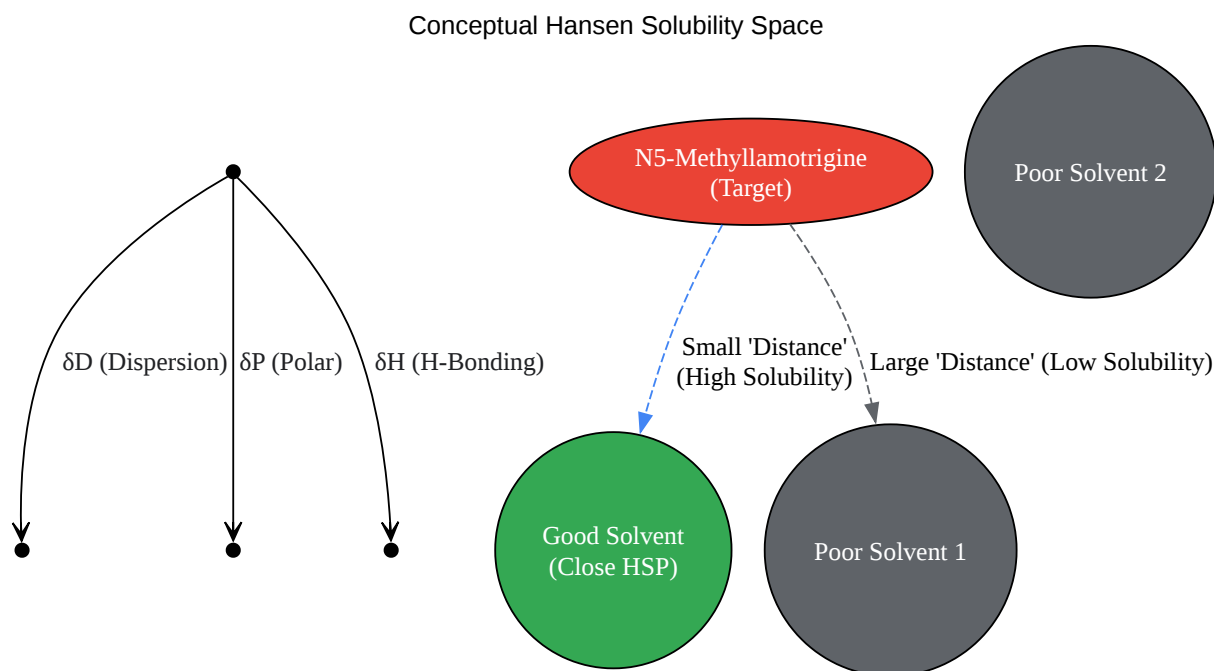 Conceptual Hansen Solubility Space
N5-Methyllamotrigine
(Target)
Poor Solvent 2
δD (Dispersion)
δP (Polar)
δH (H-Bonding)
Small 'Distance'
(High Solubility)
Large 'Distance' (Low Solubility)
Good Solvent
(Close HSP)
Poor Solvent 1